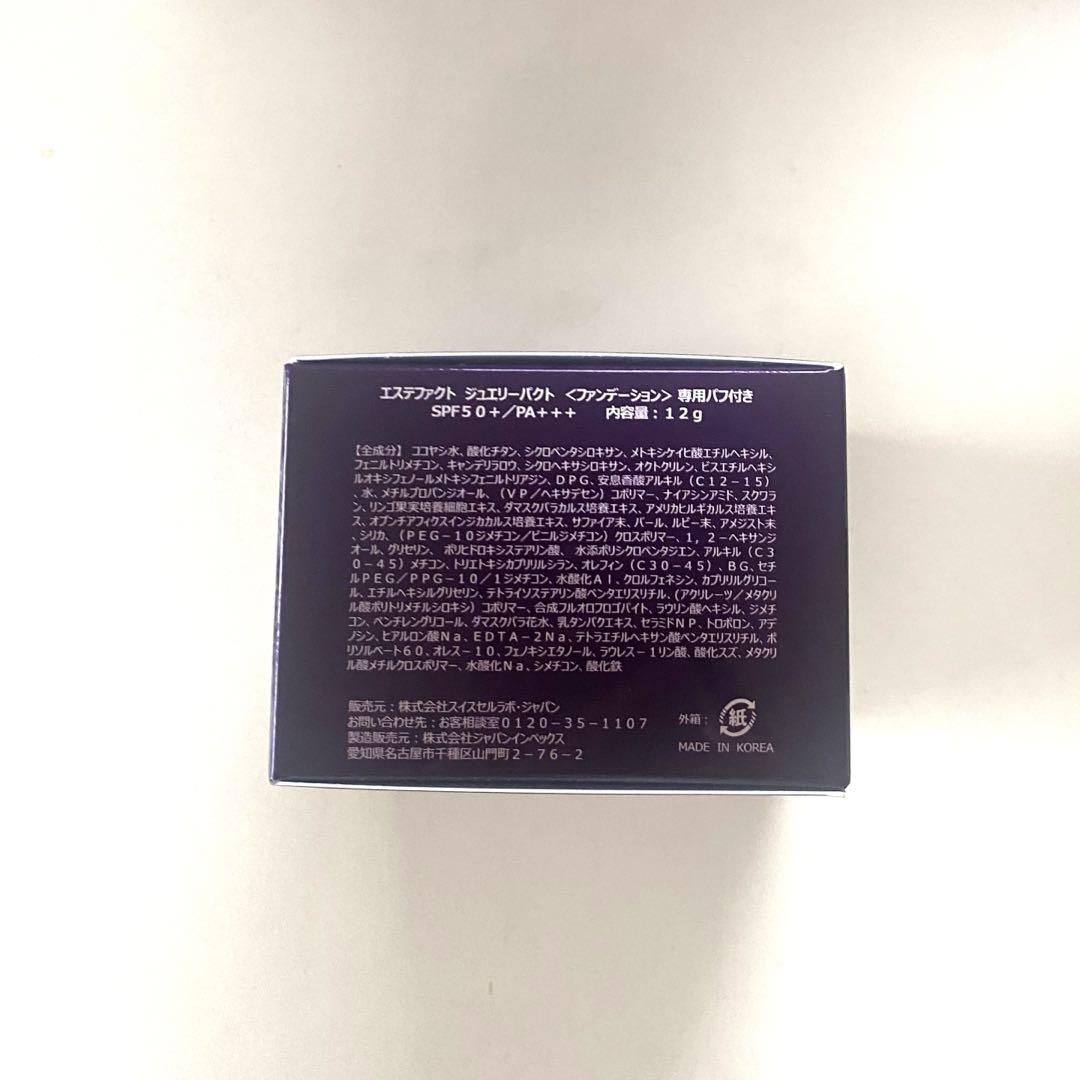 エステファクト ジュエリーパクト <ファンデーション> 専用パフ付き
SPF50+/PA+++ 内容量:12g
【全成分】 ココヤシ水、酸化チタン、シクロペンタシロキサン、メトキシケイヒ酸エチルヘキシル、
フェニルトリメチコン、キャンデリラロウ、シクロヘキサシロキサン、オクトクリレン、ビスエチルヘキシ
ルオキシフェノールメトキシフェニルトリアジン、DPG、安息香酸アルキル(C12-15)
、水、メチルプロパンジオール、(VP/ヘキサデセン)コポリマー、ナイアシンアミド、スクワラ
ン、リンゴ果実培養細胞エキス、ダマスクバラカルス培養エキス、アメリカヒルギカルス培養エキ
ス、オプンチアフィクスインジカカルス培養エキス、サファイア末、パール、ルビー末、アメジスト末
、シリカ、(PEG-10ジメチコン/ビニルジメチコン)クロスポリマー、1,2-ヘキサンジ
オール、グリセリン、ポリヒドロキシステアリン酸、水添ポリシクロペンタジエン、アルキル(C3
0-45)メチコン、トリエトキシカプリリルシラン、オレフィン(C30-45)、BG、セチ
ルPEG/PPG-10/1ジメチコン、水酸化Al、クロルフェネシン、カプリリルグリコー
ル、エチルヘキシルグリセリン、テトライソステアリン酸ペンタエリスリチル、(アクリレーツ/メタクリ
ル酸ポリトリメチルシロキシ)コポリマー、合成フルオロフロゴパイト、ラウリン酸ヘキシル、ジメチ
コン、ペンチレングリコール、ダマスクバラ花水、乳タンパクエキス、セラミドNP、トロポロン、アデ
ノシン、ヒアルロン酸Na、EDTA-2Na、テトラエチルヘキサン酸ペンタエリスリチル、ポ
リソルベート60、オレス-10、フェノキシエタノール、ラウレス-1リン酸、酸化スズ、メタクリ
ル酸メチルクロスポリマー、水酸化Na、シメチコン、酸化鉄
販売元:株式会社スイスセルラボ・ジャパン
お問い合わせ先:お客相談室0120-35-1107
製造販売元:株式会社ジャパンインペックス
愛知県名古屋市千種区山門町2-76-2
外箱: 紙
MADE IN KOREA